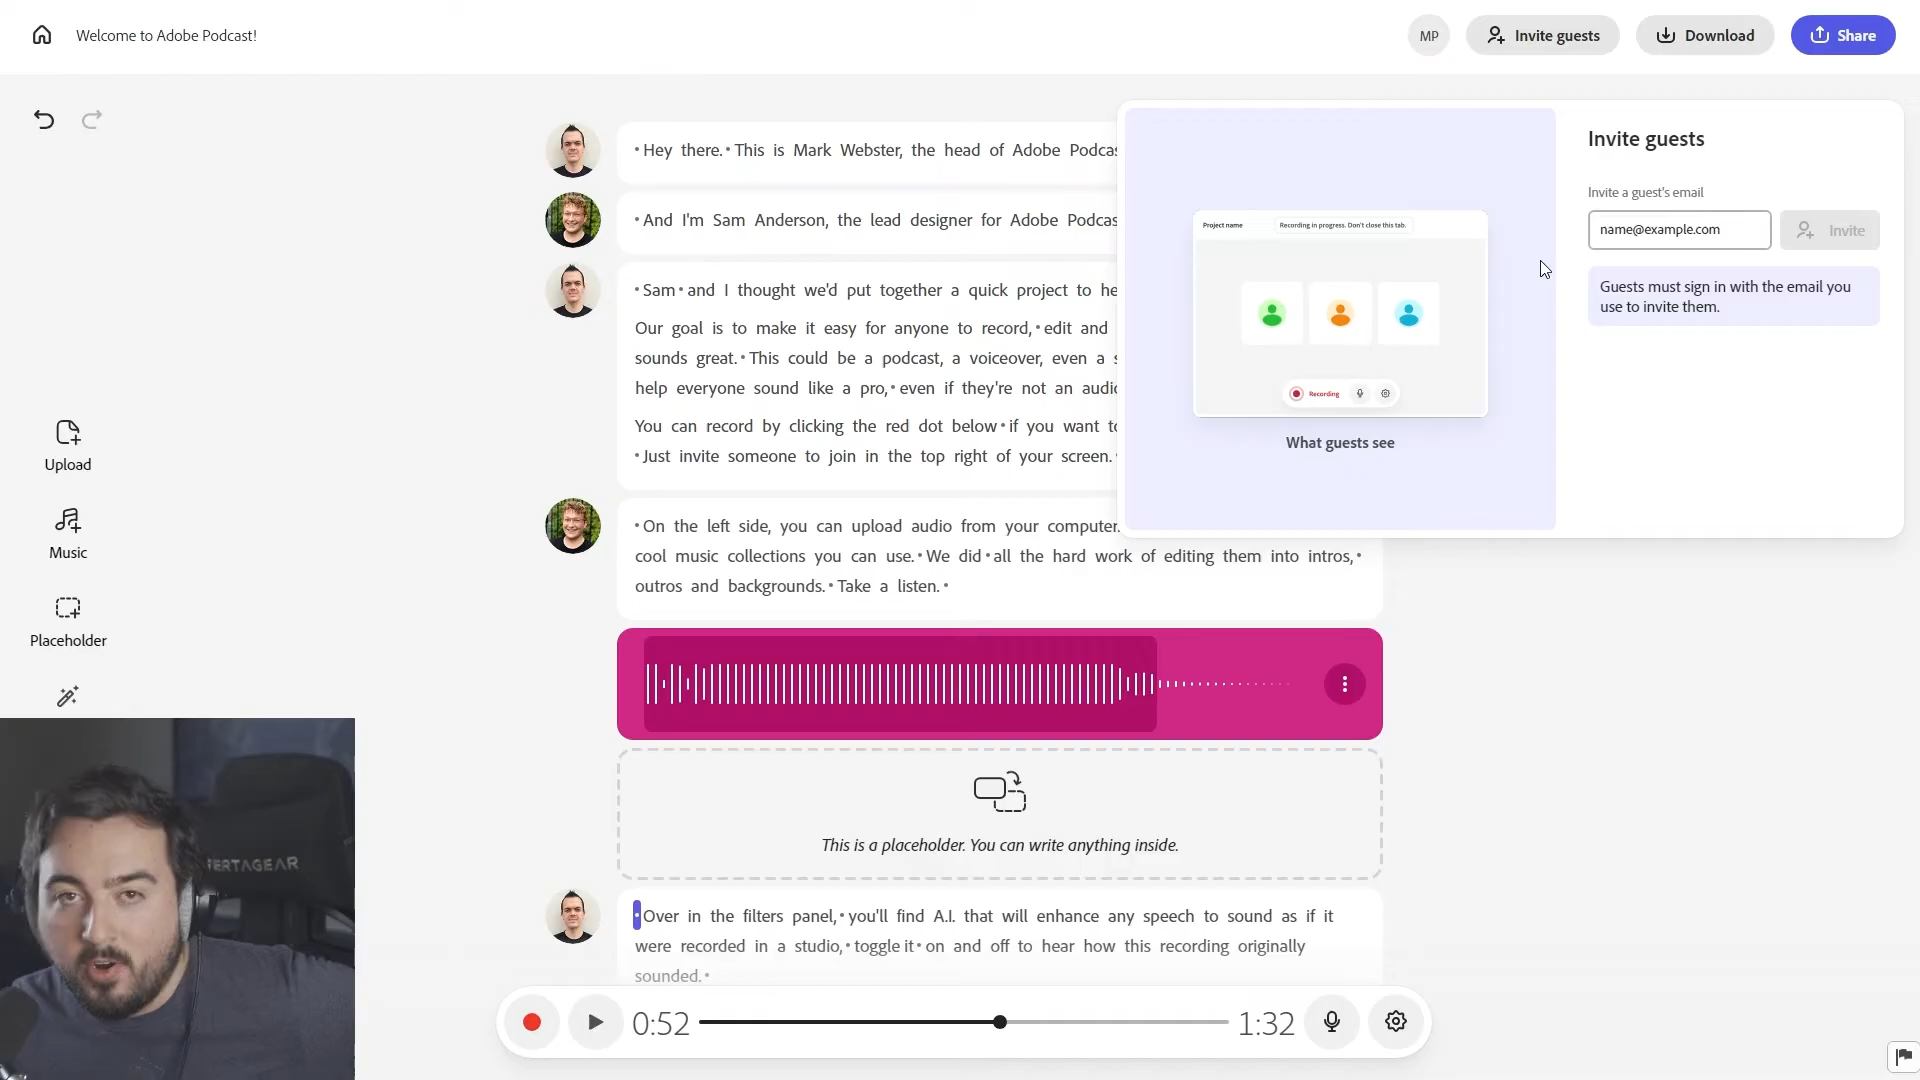 Welcome to Adobe Podcast!
MP
Invite guests
Download
Share
Hey there. • This is Mark Webster, the head of Adobe Podcas
And I'm Sam Anderson, the lead designer for Adobe Podcas
Sam • and I thought we'd put together a quick project to he
Our goal is to make it easy for anyone to record, • edit and
sounds great. • This could be a podcast, a voiceover, even a s
help everyone sound like a pro, • even if they're not an audio
You can record by clicking the red dot below • if you want to
• Just invite someone to join in the top right of your screen. •
• On the left side, you can upload audio from your computer.
cool music collections you can use. • We did • all the hard work of editing them into intros, •
outros and backgrounds. • Take a listen. •
Project name
Recording in progress. Don't close this tab.
Recording
What guests see
Invite guests
Invite a guest's email
name@example.com
Invite
Guests must sign in with the email you
use to invite them.
Upload
Music
Placeholder
This is a placeholder. You can write anything inside.
• Over in the filters panel, • you'll find A.I. that will enhance any speech to sound as if it
were recorded in a studio, • toggle it • on and off to hear how this recording originally
sounded. •
0:52
1:32
VERTAGEAR